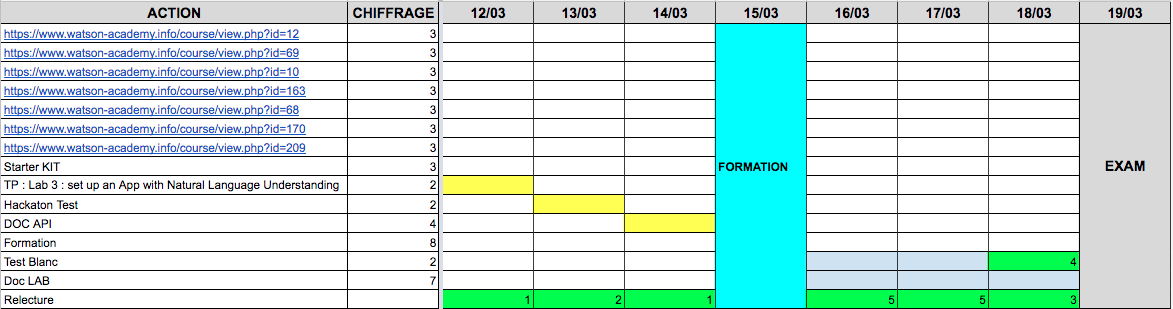 ACTION CHIFFRAGE 12/03 13/03 14/03 15/03 16/03 17/03 18/03 19/03
https://www.watson-academy.info/course/view.php?id=12 3
https://www.watson-academy.info/course/view.php?id=69 3
https://www.watson-academy.info/course/view.php?id=10 3
https://www.watson-academy.info/course/view.php?id=163 3
https://www.watson-academy.info/course/view.php?id=68 3
https://www.watson-academy.info/course/view.php?id=170 3
https://www.watson-academy.info/course/view.php?id=209 3
Starter KIT 3 FORMATION EXAM
TP : Lab 3 : set up an App with Natural Language Understanding 2
Hackaton Test 2
DOC API 4
Formation 8
Test Blanc 2 4
Doc LAB 7
Relecture 1 2 1 5 5 3